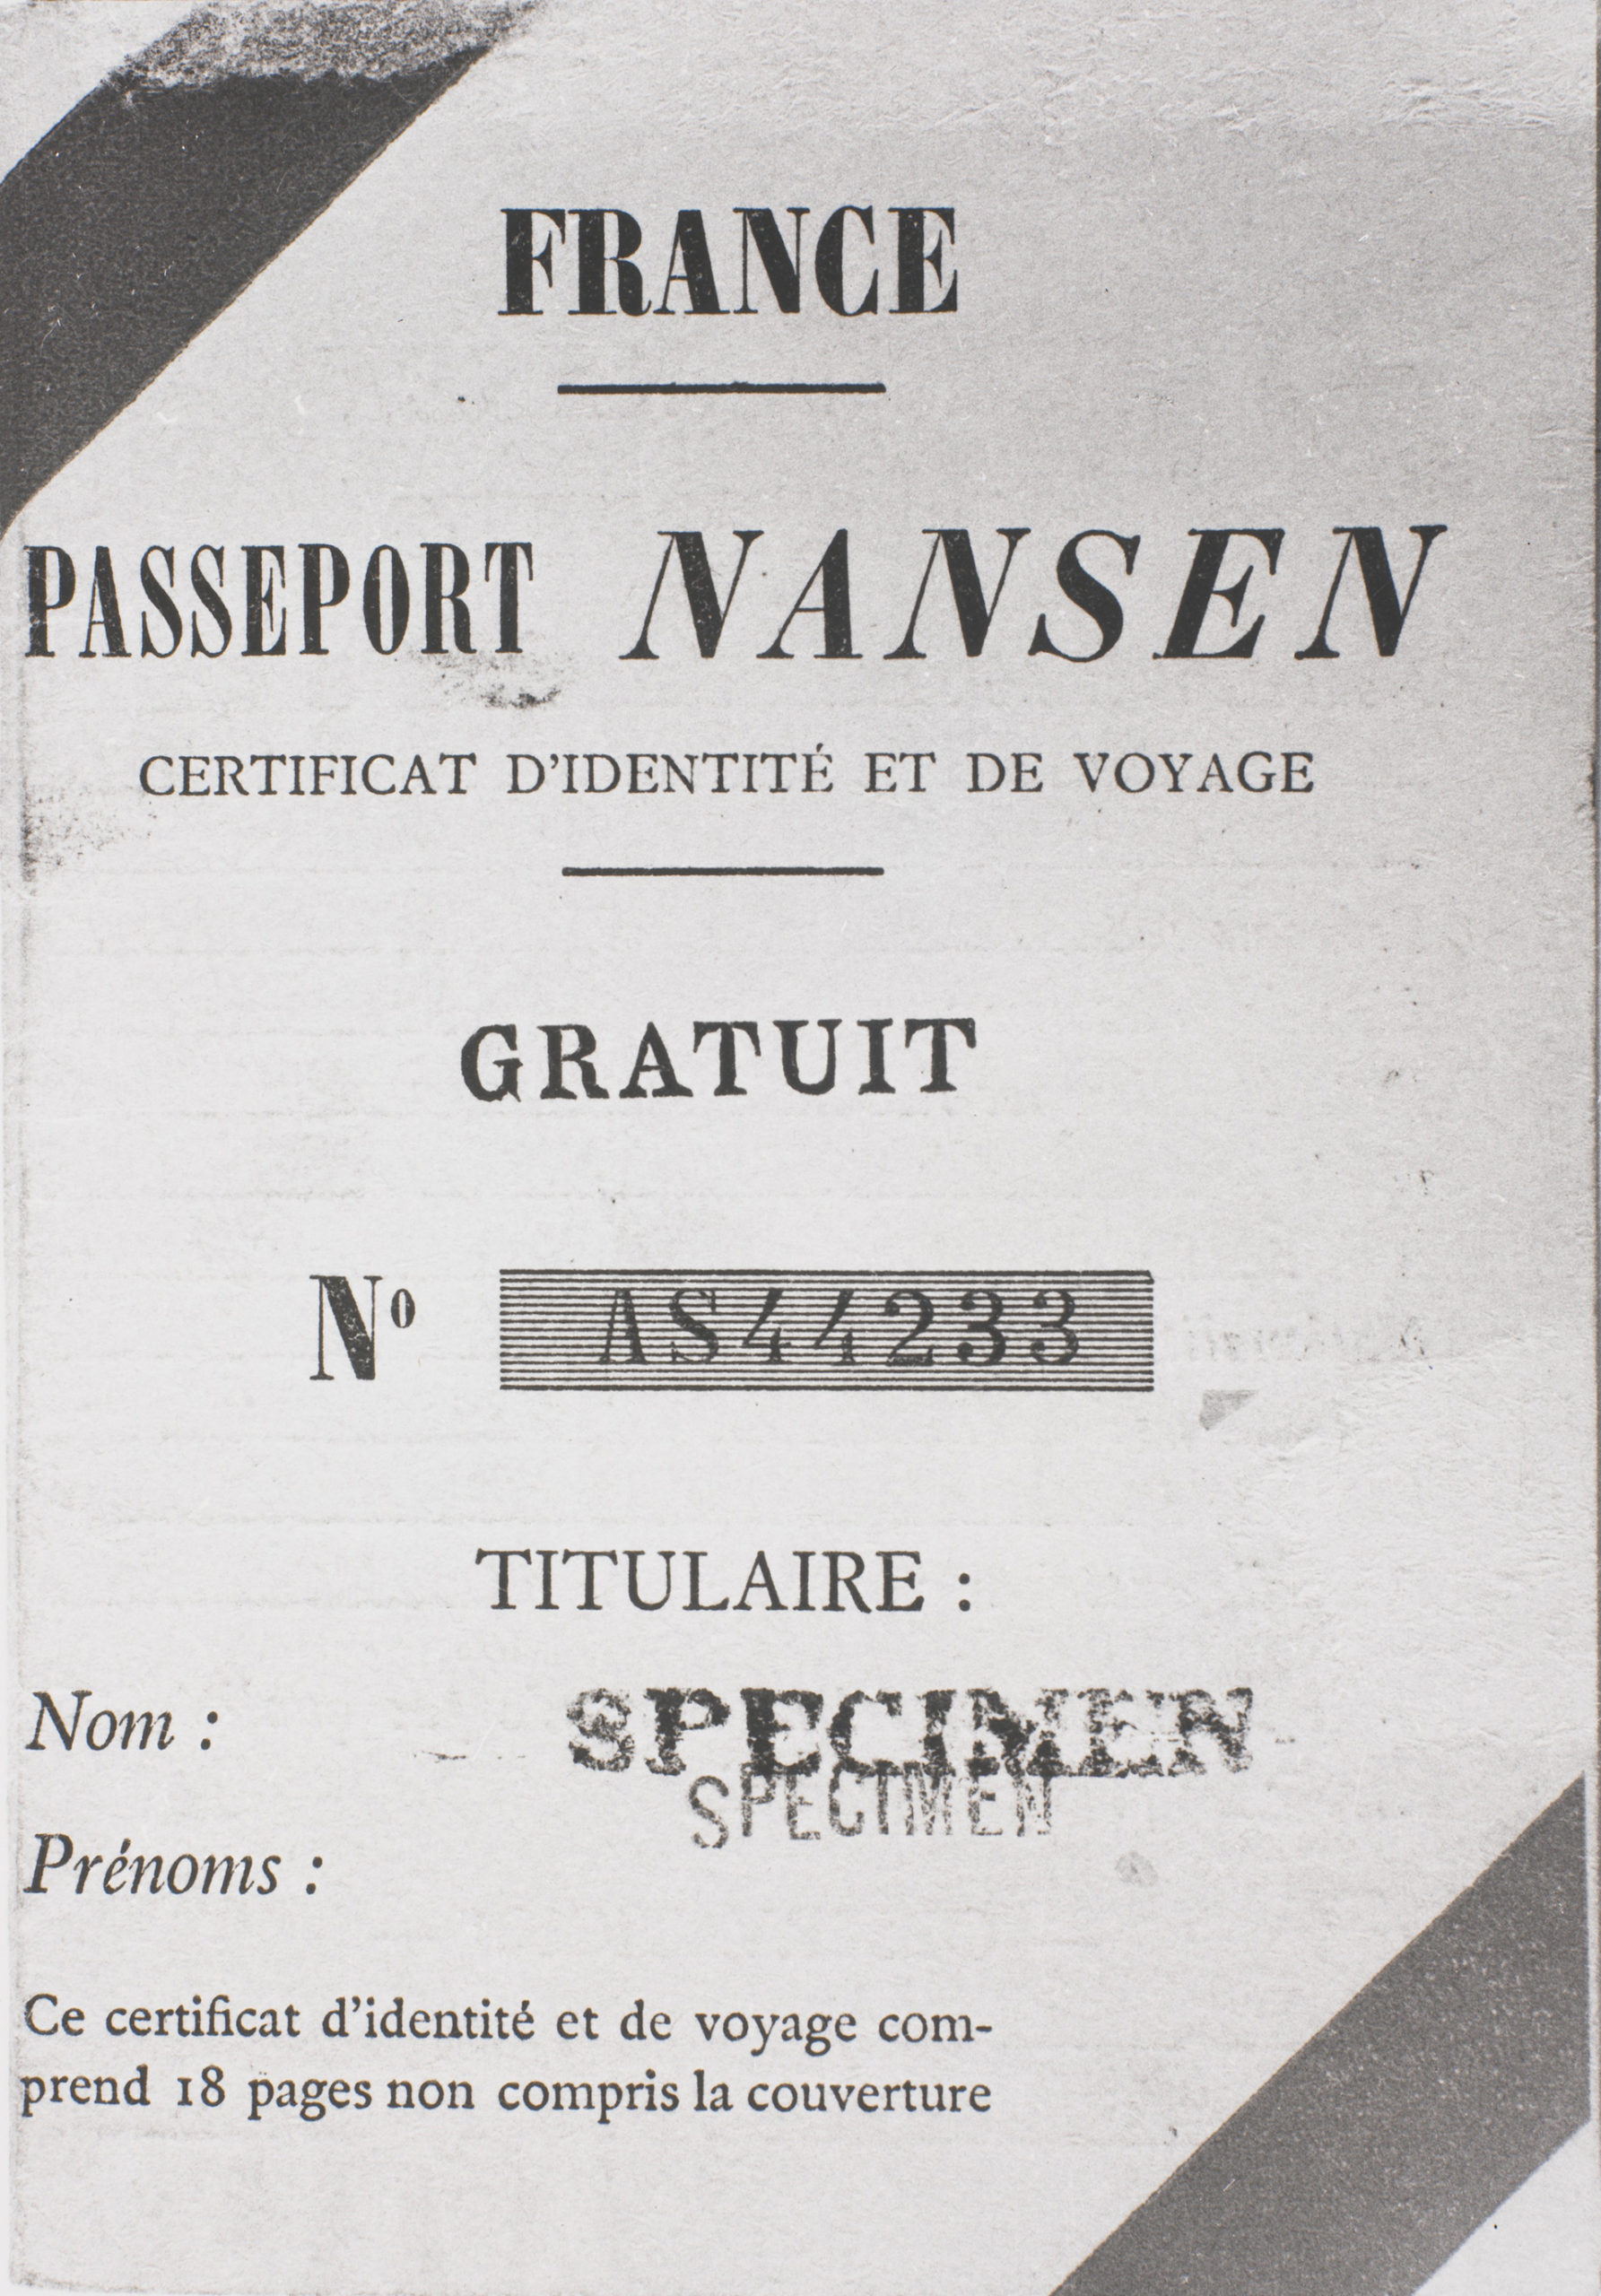 FRANCE
PASSEPORT NANSEN
CERTIFICAT D'IDENTITÉ ET DE VOYAGE
GRATUIT
Nº AS44233
TITULAIRE :
Nom : SPECIMEN
SPECIMEN
Prénoms :
Ce certificat d'identité et de voyage com-
prend 18 pages non compris la couverture